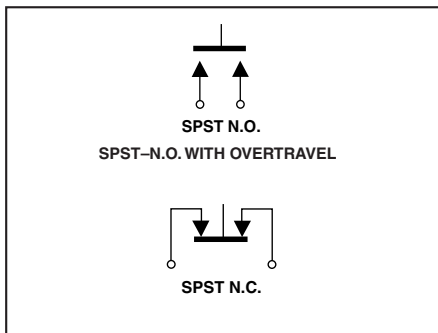 SPST N.O.
SPST–N.O. WITH OVERTRAVEL
SPST N.C.